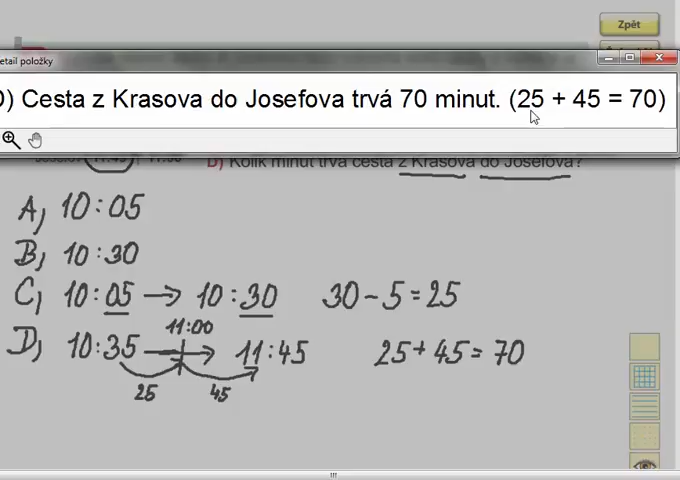 Zpět
etail položky
D) Cesta z Krasova do Josefova trvá 70 minut. (25 + 45 = 70)
D) Kolik minut trvá cesta z Krasova do Josefova?
A) 10:05
B) 10:30
C) 10:05 → 10:30 30 - 5 = 25
11:00
D) 10:35 → 11:45 25 + 45 = 70
25 45